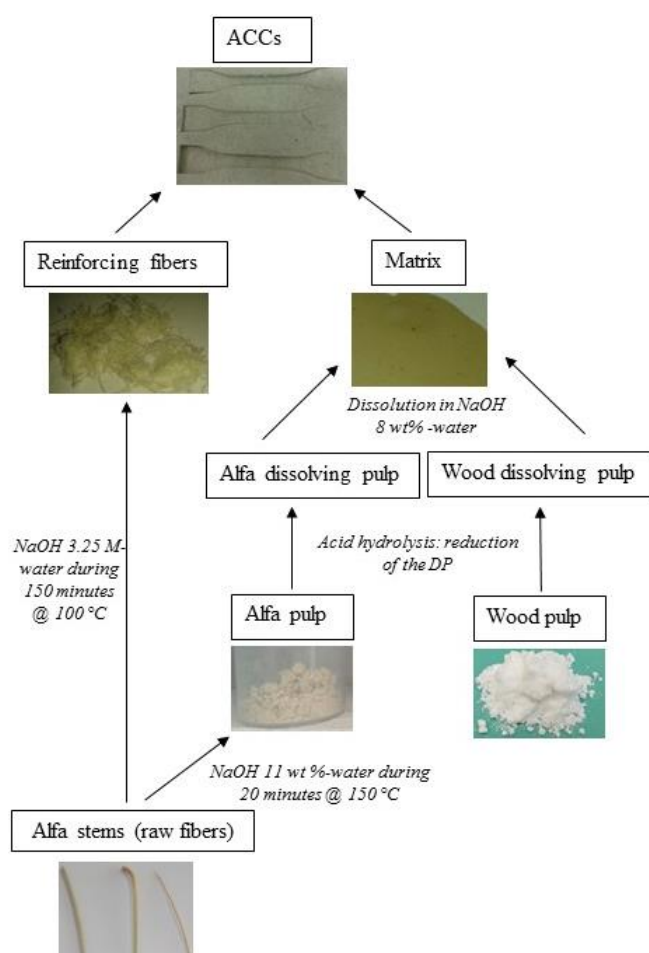 ACCs
Reinforcing fibers
Matrix
Dissolution in NaOH
8 wt% -water
Alfa dissolving pulp
Wood dissolving pulp
NaOH 3.25 M-
water during
150 minutes
@ 100 °C
Acid hydrolysis: reduction
of the DP
Alfa pulp
Wood pulp
NaOH 11 wt %-water during
20 minutes @ 150 °C
Alfa stems (raw fibers)